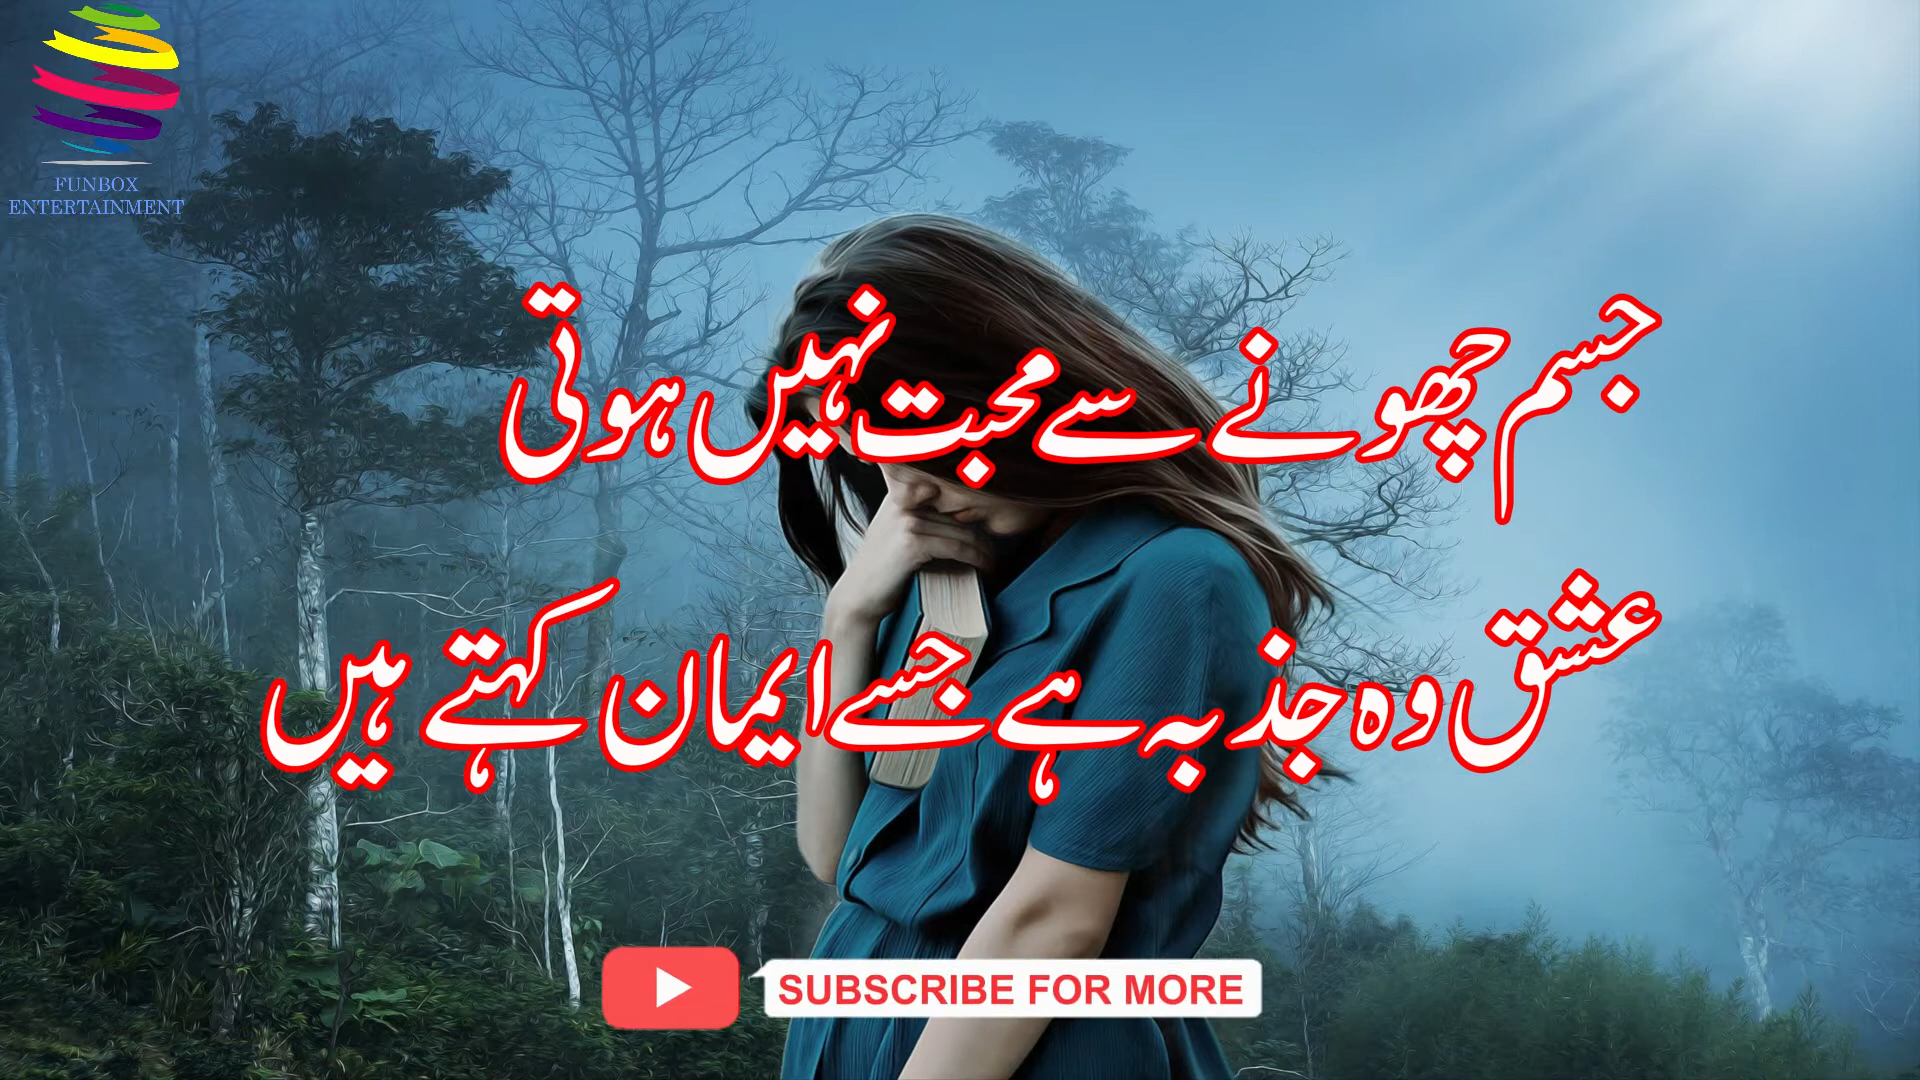 FUNBOX
ENTERTAINMENT
جسم چھونے سے محبت نہیں ہوتی
عشق وہ جذبہ ہے جسے ایمان کہتے ہیں
SUBSCRIBE FOR MORE